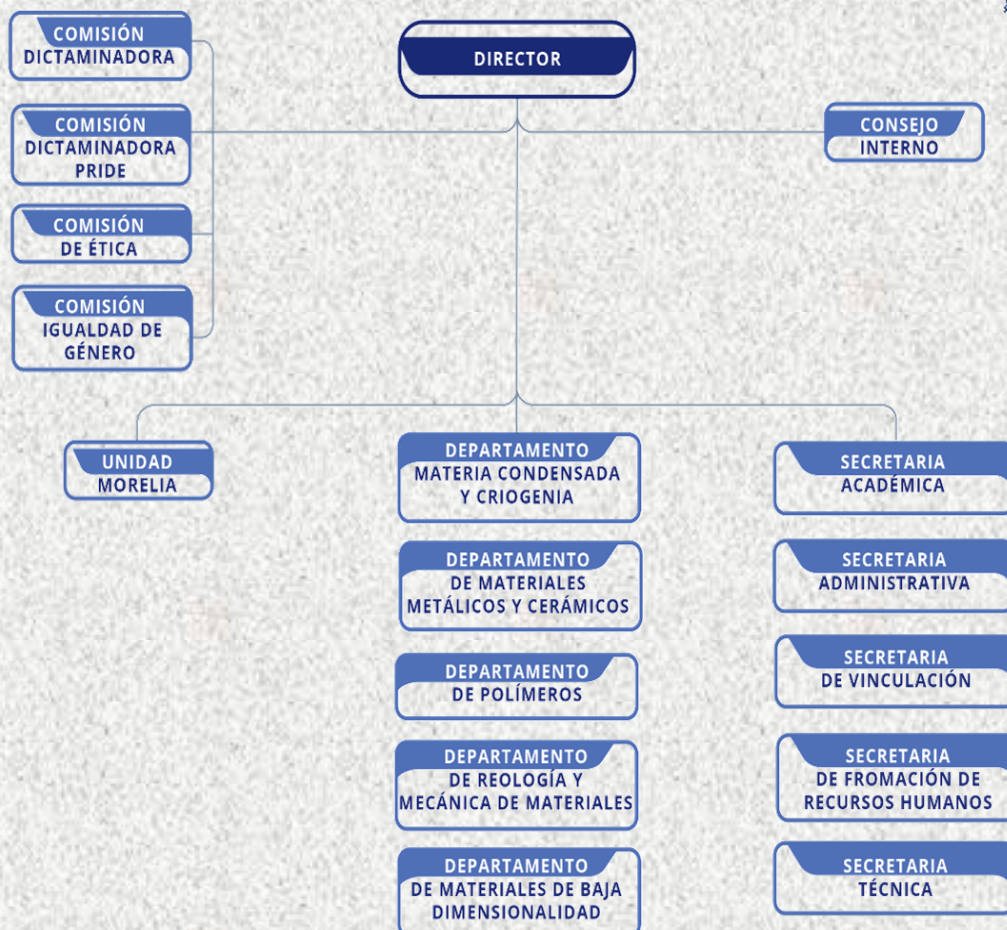 COMISIÓN
DICTAMINADORA
DIRECTOR
COMISIÓN
DICTAMINADORA
PRIDE
CONSEJO
INTERNO
COMISIÓN
DE ÉTICA
COMISIÓN
IGUALDAD DE
GÉNERO
UNIDAD
MORELIA
DEPARTAMENTO
MATERIA CONDENSADA
Y CRIOGENIA
DEPARTAMENTO
DE MATERIALES
METÁLICOS Y CERÁMICOS
DEPARTAMENTO
DE POLÍMEROS
DEPARTAMENTO
DE REOLOGÍA Y
MECÁNICA DE MATERIALES
DEPARTAMENTO
DE MATERIALES DE BAJA
DIMENSIONALIDAD
SECRETARIA
ACADÉMICA
SECRETARIA
ADMINISTRATIVA
SECRETARIA
DE VINCULACIÓN
SECRETARIA
DE FROMACIÓN DE
RECURSOS HUMANOS
SECRETARIA
TÉCNICA